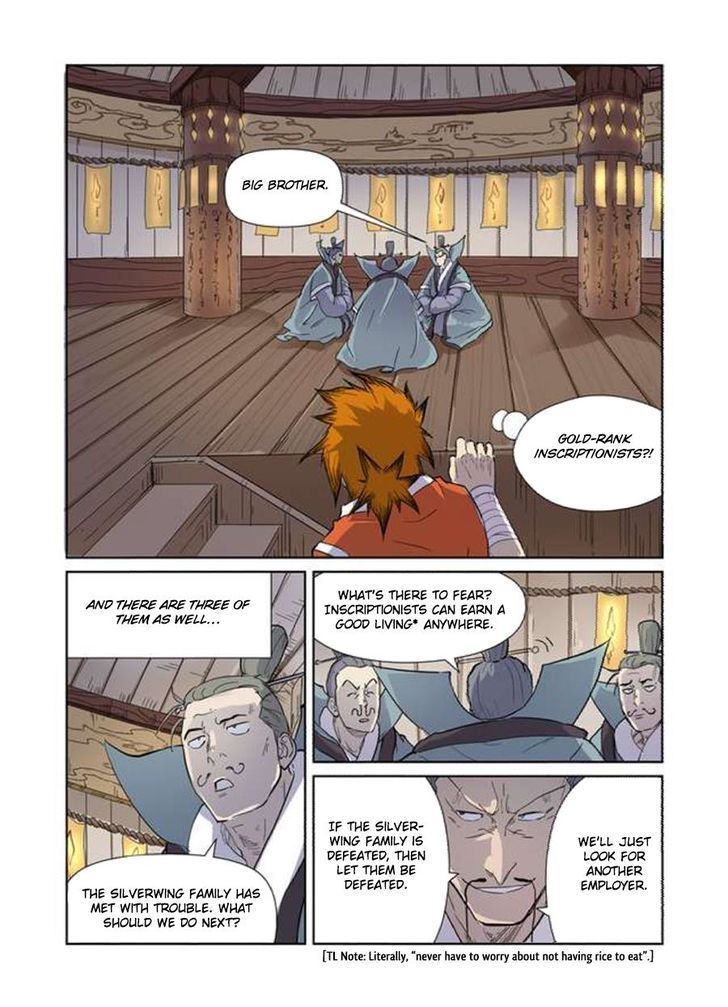 BIG BROTHER.
GOLD-RANK
INSCRIPTIONISTS?!
AND THERE ARE THREE OF
THEM AS WELL...
THE SILVERWING FAMILY HAS
MET WITH TROUBLE. WHAT
SHOULD WE DO NEXT?
WHAT'S THERE TO FEAR?
INSCRIPTIONISTS CAN EARN A
GOOD LIVING* ANYWHERE.
IF THE SILVER-
WING FAMILY IS
DEFEATED, THEN
LET THEM BE
DEFEATED.
WE'LL JUST
LOOK FOR
ANOTHER
EMPLOYER.
[TL Note: Literally, "never have to worry about not having rice to eat".]